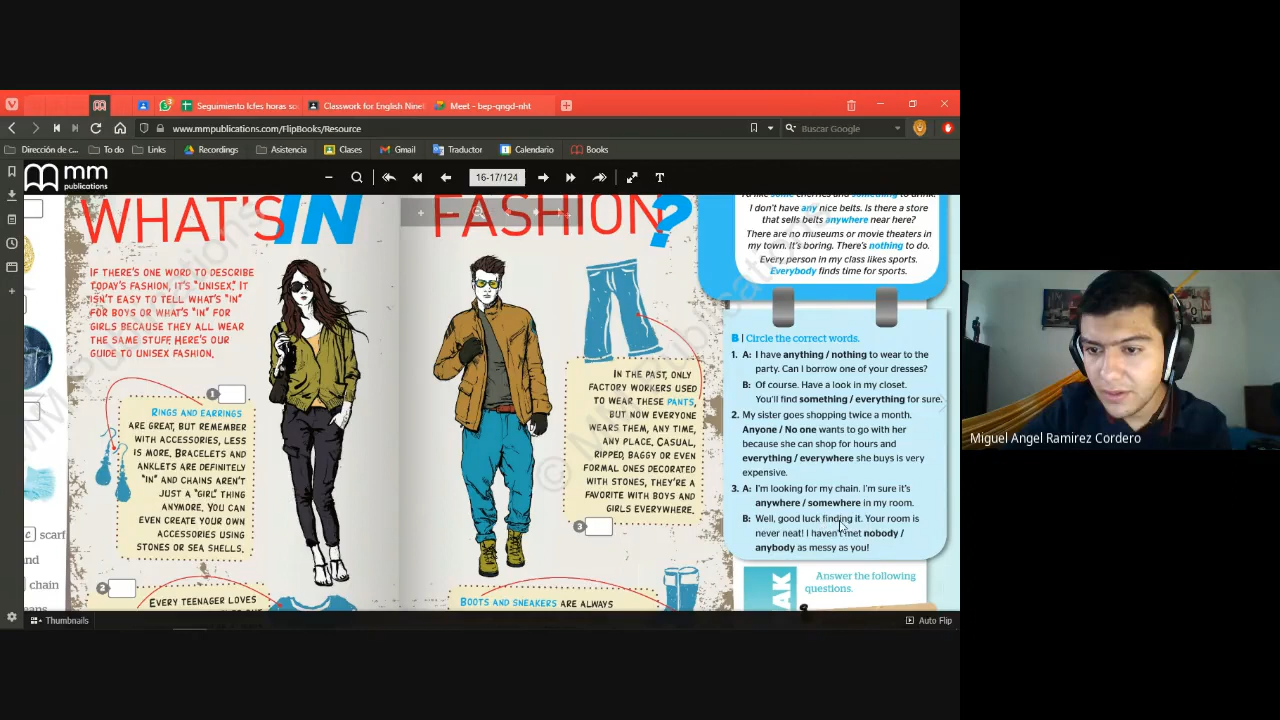 Seguimiento Icfes horas so
Classwork for English Ninet
Meet - bep-qngd-nht
www.mmpublications.com/FlipBooks/Resource
Buscar Google
Dirección de c...
To do
Links
Recordings
Asistencia
Clases
Gmail
Traductor
Calendario
Books
mm
publications
16-17/124
T
WHAT'S IN FASHION?
IF THERE'S ONE WORD TO DESCRIBE
TODAY'S FASHION, IT'S "UNISEX." IT
ISN'T EASY TO TELL WHAT'S "IN"
FOR BOYS OR WHAT'S "IN" FOR
GIRLS BECAUSE THEY ALL WEAR
THE SAME STUFF. HERE'S OUR
GUIDE TO UNISEX FASHION.
1
RINGS AND EARRINGS
ARE GREAT, BUT REMEMBER
WITH ACCESSORIES, LESS
IS MORE. BRACELETS AND
ANKLETS ARE DEFINITELY
"IN" AND CHAINS AREN'T
JUST A "GIRL" THING
ANYMORE. YOU CAN
EVEN CREATE YOUR OWN
ACCESSORIES USING
STONES OR SEA SHELLS.
c scarf
nd
chain
2
EVERY TEENAGER LOVES
IN THE PAST, ONLY
FACTORY WORKERS USED
TO WEAR THESE PANTS,
BUT NOW EVERYONE
WEARS THEM, ANY TIME,
ANY PLACE. CASUAL,
RIPPED, BAGGY OR EVEN
FORMAL ONES DECORATED
WITH STONES, THEY'RE A
FAVORITE WITH BOYS AND
GIRLS EVERYWHERE.
3
BOOTS AND SNEAKERS ARE ALWAYS
I don't have any nice belts. Is there a store
that sells belts anywhere near here?
There are no museums or movie theaters in
my town. It's boring. There's nothing to do.
Every person in my class likes sports.
Everybody finds time for sports.
B | Circle the correct words.
1. A: I have anything / nothing to wear to the
party. Can I borrow one of your dresses?
B: Of course. Have a look in my closet.
You'll find something / everything for sure.
2. My sister goes shopping twice a month.
Anyone / No one wants to go with her
because she can shop for hours and
everything / everywhere she buys is very
expensive.
3. A: I'm looking for my chain. I'm sure it's
anywhere / somewhere in my room.
B: Well, good luck finding it. Your room is
never neat! I haven't met nobody /
anybody as messy as you!
AK
Answer the following
questions.
Thumbnails
Auto Flip
Miguel Angel Ramirez Cordero